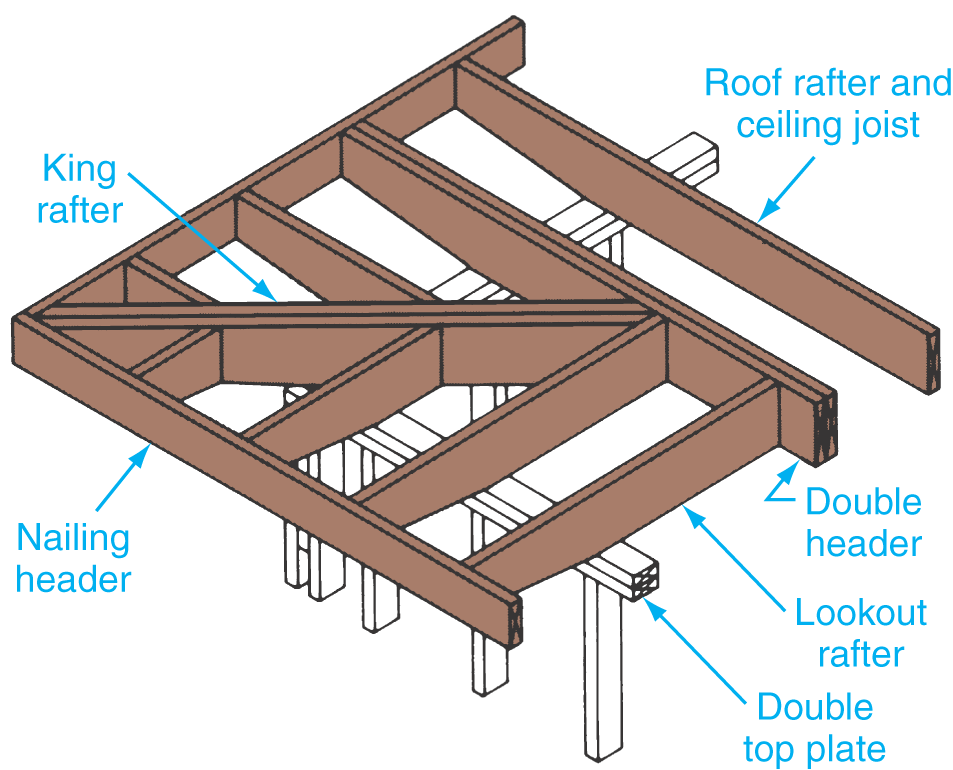 Roof rafter and
ceiling joist
King
rafter
Nailing
header
Double
header
Lookout
rafter
Double
top plate